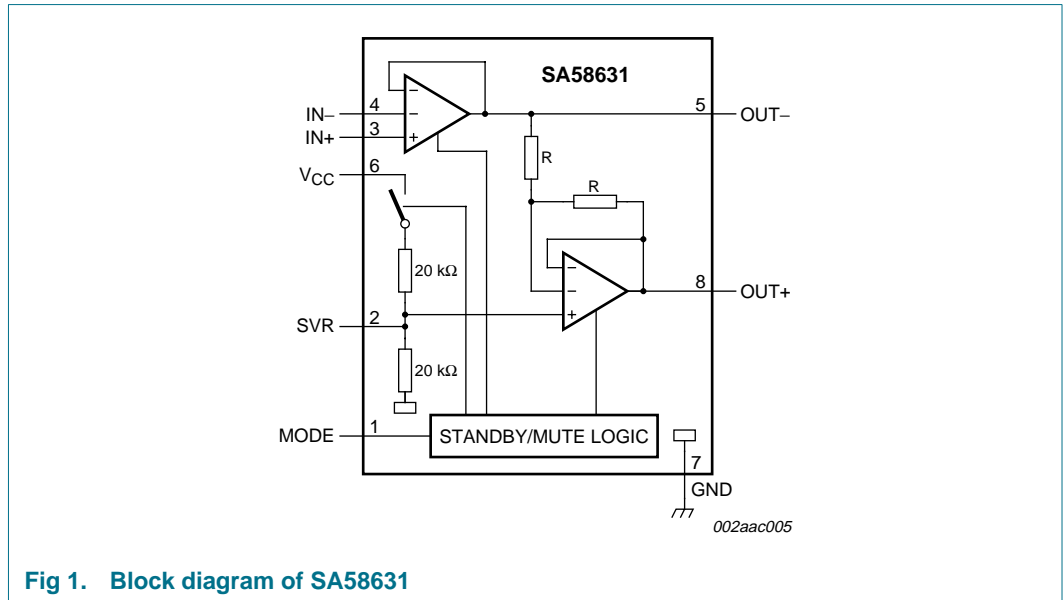 SA58631
IN–
4
–
–
5
OUT–
IN+
3
+
VCC
6
R
R
20 kΩ
–
–
8
OUT+
SVR
2
+
20 kΩ
MODE
1
STANDBY/MUTE LOGIC
7
GND
002aac005
Fig 1. Block diagram of SA58631